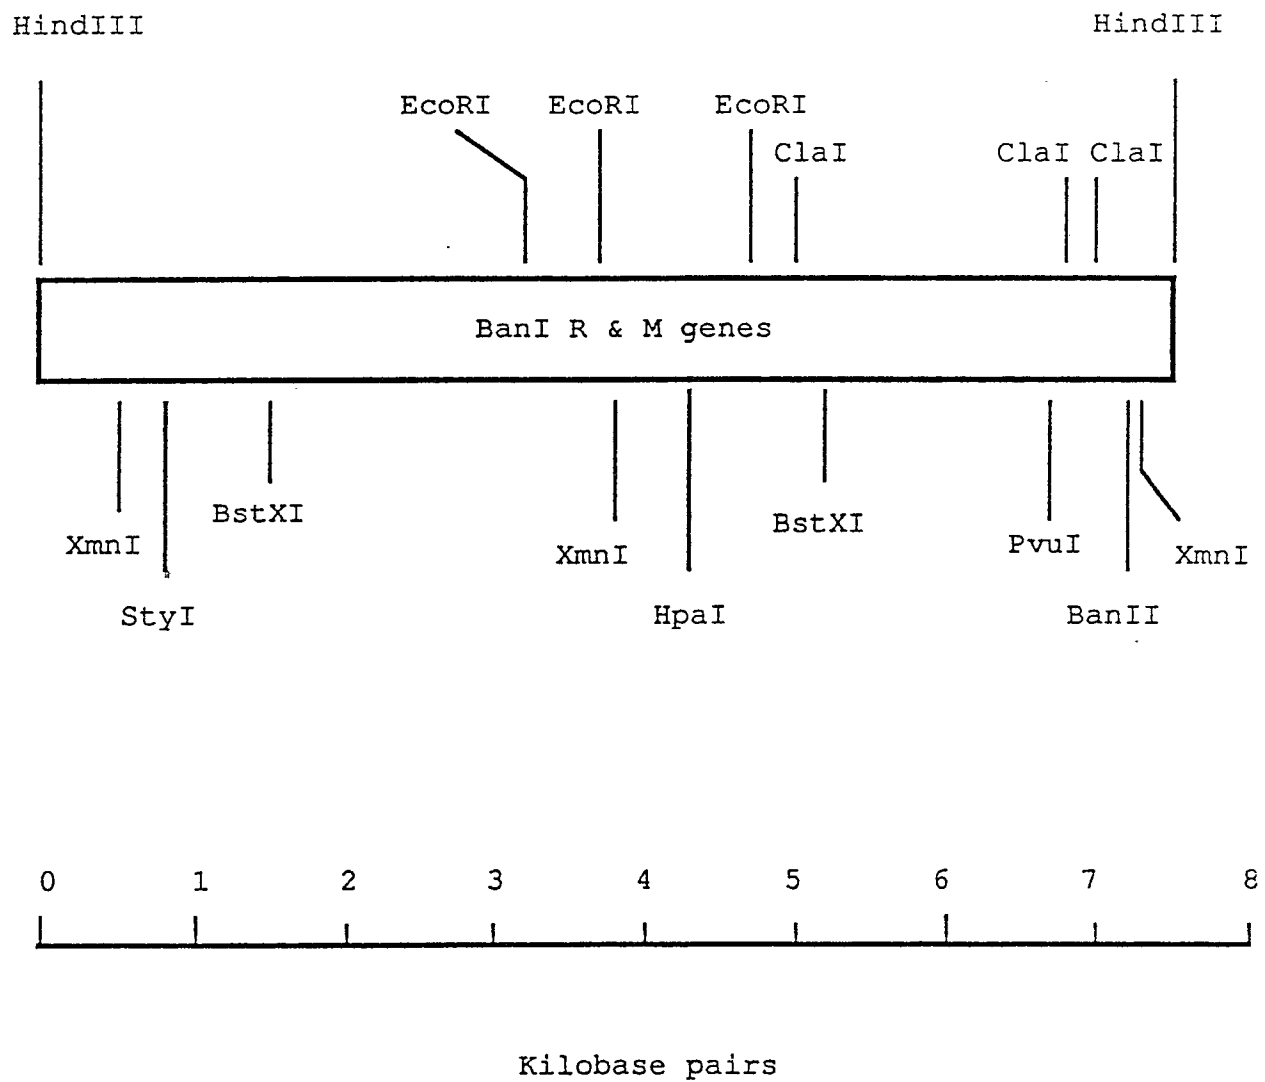 HindIII HindIII
EcoRI EcoRI EcoRI
ClaI ClaI ClaI
BanI R & M genes
BstXI BstXI
XmnI XmnI PvuI XmnI
StyI HpaI BanII
0 1 2 3 4 5 6 7 8
Kilobase pairs